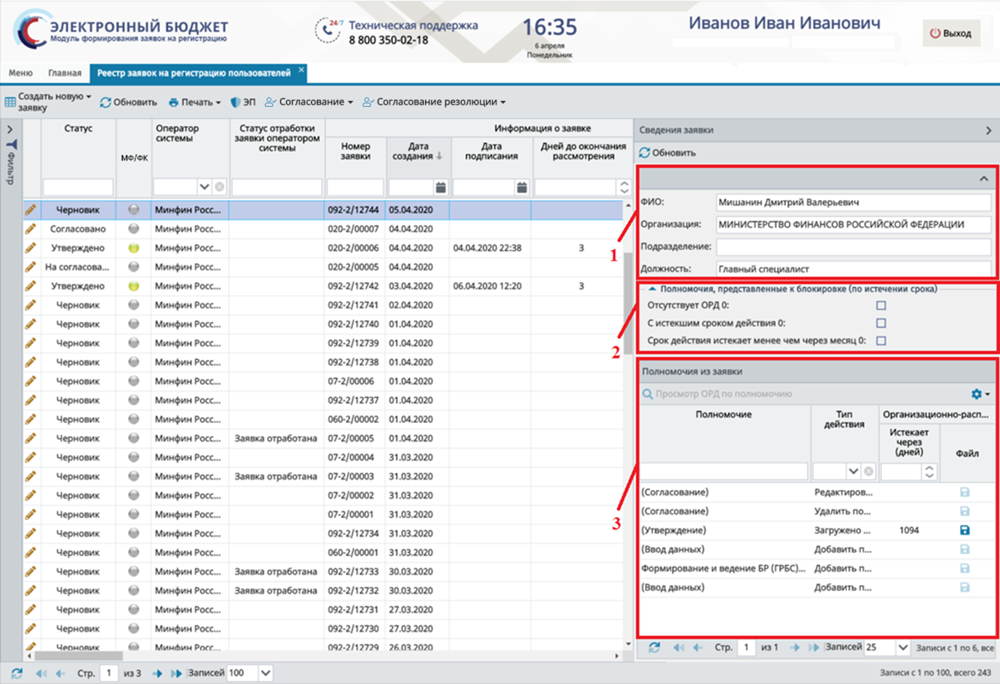 ЭЛЕКТРОННЫЙ БЮДЖЕТ
Модуль формирования заявок на регистрацию
24/7
Техническая поддержка
8 800 350-02-18
16:35
6 апреля
Понедельник
Иванов Иван Иванович
Выход
Меню
Главная
Реестр заявок на регистрацию пользователей
Создать новую заявку
Обновить
Печать
ЭП
Согласование
Согласование резолюции
Фильтр
Статус
МФ/ФК
Оператор системы
Статус отработки заявки оператором системы
Информация о заявке
Номер заявки
Дата создания
Дата подписания
Дней до окончания рассмотрения
Черновик Минфин Росс... 092-2/12744 05.04.2020
Согласовано Минфин Росс... 020-2/00007 04.04.2020
Утверждено Минфин Росс... 020-2/00006 04.04.2020 04.04.2020 22:38 3
На согласова... Минфин Росс... 020-2/00005 04.04.2020
Утверждено Минфин Росс... 092-2/12742 03.04.2020 06.04.2020 12:20 3
Черновик Минфин Росс... 092-2/12741 02.04.2020
Черновик Минфин Росс... 092-2/12740 01.04.2020
Черновик Минфин Росс... 092-2/12739 01.04.2020
Черновик Минфин Росс... 092-2/12738 01.04.2020
Черновик Минфин Росс... 07-2/00006 01.04.2020
Черновик Минфин Росс... 092-2/12737 01.04.2020
Черновик Минфин Росс... 060-2/00002 01.04.2020
Черновик Минфин Росс... Заявка отработана 07-2/00005 01.04.2020
Черновик Минфин Росс... 07-2/00004 31.03.2020
Черновик Минфин Росс... Заявка отработана 07-2/00003 31.03.2020
Черновик Минфин Росс... 07-2/00002 31.03.2020
Черновик Минфин Росс... 07-2/00001 31.03.2020
Черновик Минфин Росс... 092-2/12734 31.03.2020
Черновик Минфин Росс... 060-2/00001 31.03.2020
Черновик Минфин Росс... Заявка отработана 092-2/12733 30.03.2020
Черновик Минфин Росс... Заявка отработана 092-2/12732 30.03.2020
Черновик Минфин Росс... 092-2/12731 27.03.2020
Черновик Минфин Росс... 092-2/12730 27.03.2020
Черновик Минфин Росс... 092-2/12729 26.03.2020
Стр. 1 из 3 Записей 100
Сведения заявки
Обновить
ФИО: Мишанин Дмитрий Валерьевич
Организация: МИНИСТЕРСТВО ФИНАНСОВ РОССИЙСКОЙ ФЕДЕРАЦИИ
Подразделение:
Должность: Главный специалист
1
Полномочия, представленные к блокировке (по истечении срока)
Отсутствует ОРД 0:
С истекшим сроком действия 0:
Срок действия истекает менее чем через месяц 0:
2
Полномочия из заявки
Просмотр ОРД по полномочию
Полномочие
Тип действия
Организационно-расп...
Истекает через (дней)
Файл
(Согласование) Редактиров...
(Согласование) Удалить по...
3
(Утверждение) Загружено ... 1094
(Ввод данных) Добавить п...
Формирование и ведение БР (ГРБС)... Добавить п...
(Ввод данных) Добавить п...
Стр. 1 из 1 Записей 25 Записи с 1 по 6, все
Записи с 1 по 100, всего 243